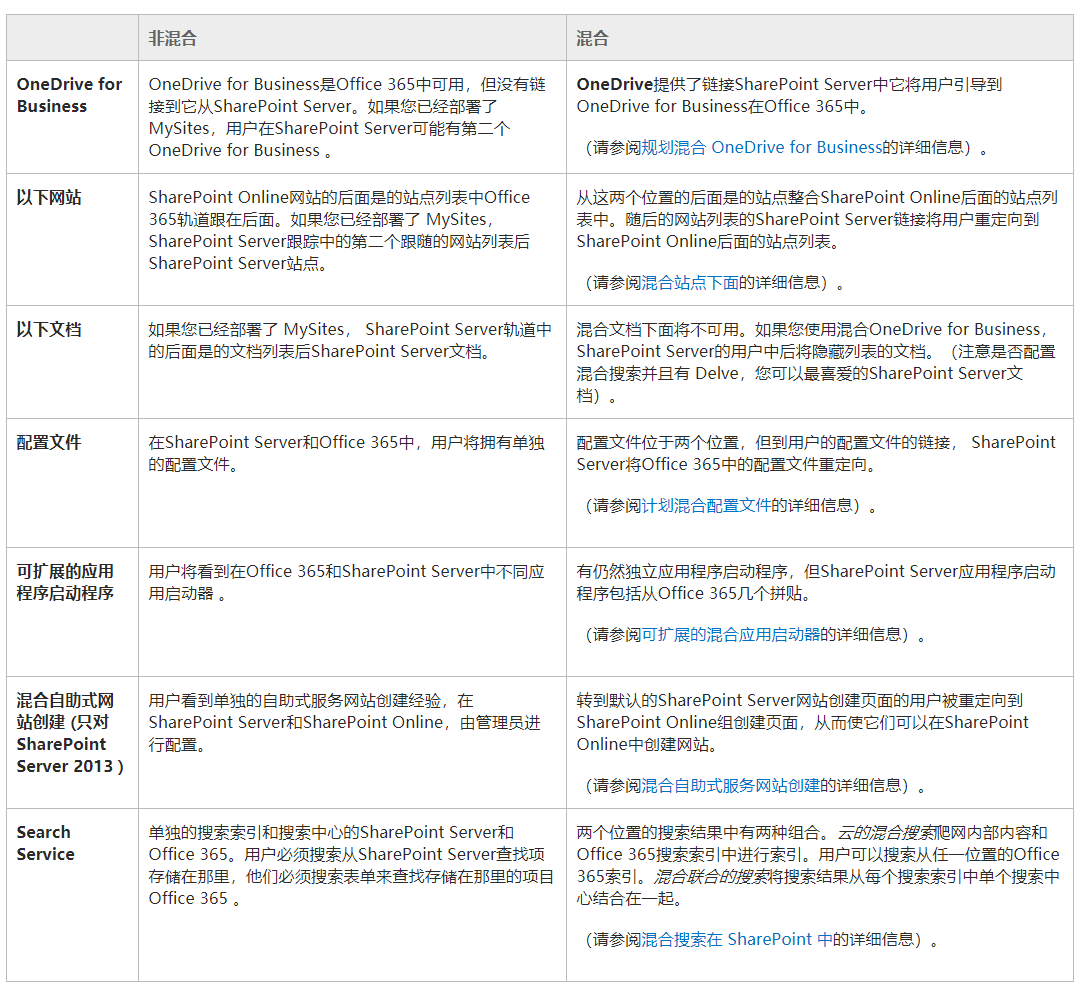 非混合
混合
OneDrive for
Business
OneDrive for Business是Office 365中可用，但没有链
接到它从SharePoint Server。如果您已经部署了
MySites，用户在SharePoint Server可能有第二个
OneDrive for Business 。
OneDrive提供了链接SharePoint Server中它将用户引导到
OneDrive for Business在Office 365中。
（请参阅规划混合 OneDrive for Business的详细信息）。
以下网站
SharePoint Online网站的后面是的站点列表中Office
365轨道跟在后面。如果您已经部署了 MySites，
SharePoint Server跟踪中的第二个跟随的网站列表后
SharePoint Server站点。
从这两个位置的后面是的站点整合SharePoint Online后面的站点列
表中。随后的网站列表的SharePoint Server链接将用户重定向到
SharePoint Online后面的站点列表。
（请参阅混合站点下面的详细信息）。
以下文档
如果您已经部署了 MySites， SharePoint Server轨道中
的后面是的文档列表后SharePoint Server文档。
混合文档下面将不可用。如果您使用混合OneDrive for Business，
SharePoint Server的用户中后将隐藏列表的文档。（注意是否配置
混合搜索并且有 Delve，您可以最喜爱的SharePoint Server文
档）。
配置文件
在SharePoint Server和Office 365中，用户将拥有单独
的配置文件。
配置文件位于两个位置，但到用户的配置文件的链接， SharePoint
Server将Office 365中的配置文件重定向。
（请参阅计划混合配置文件的详细信息）。
可扩展的应用
程序启动程序
用户将看到在Office 365和SharePoint Server中不同应
用启动器 。
有仍然独立应用程序启动程序，但SharePoint Server应用程序启动
程序包括从Office 365几个拼贴。
（请参阅可扩展的混合应用启动器的详细信息）。
混合自助式网
站创建 (只对
SharePoint
Server 2013 )
用户看到单独的自助式服务网站创建经验，在
SharePoint Server和SharePoint Online，由管理员进
行配置。
转到默认的SharePoint Server网站创建页面的用户被重定向到
SharePoint Online组创建页面，从而使它们可以在SharePoint
Online中创建网站。
（请参阅混合自助式服务网站创建的详细信息）。
Search
Service
单独的搜索索引和搜索中心的SharePoint Server和
Office 365。用户必须搜索从SharePoint Server查找项
存储在那里，他们必须搜索表单来查找存储在那里的项目
Office 365 。
两个位置的搜索结果中有两种组合。云的混合搜索爬网内部内容和
Office 365搜索索引中进行索引。用户可以搜索从任一位置的Office
365索引。混合联合的搜索将搜索结果从每个搜索索引中单个搜索中
心结合在一起。
（请参阅混合搜索在 SharePoint 中的详细信息）。